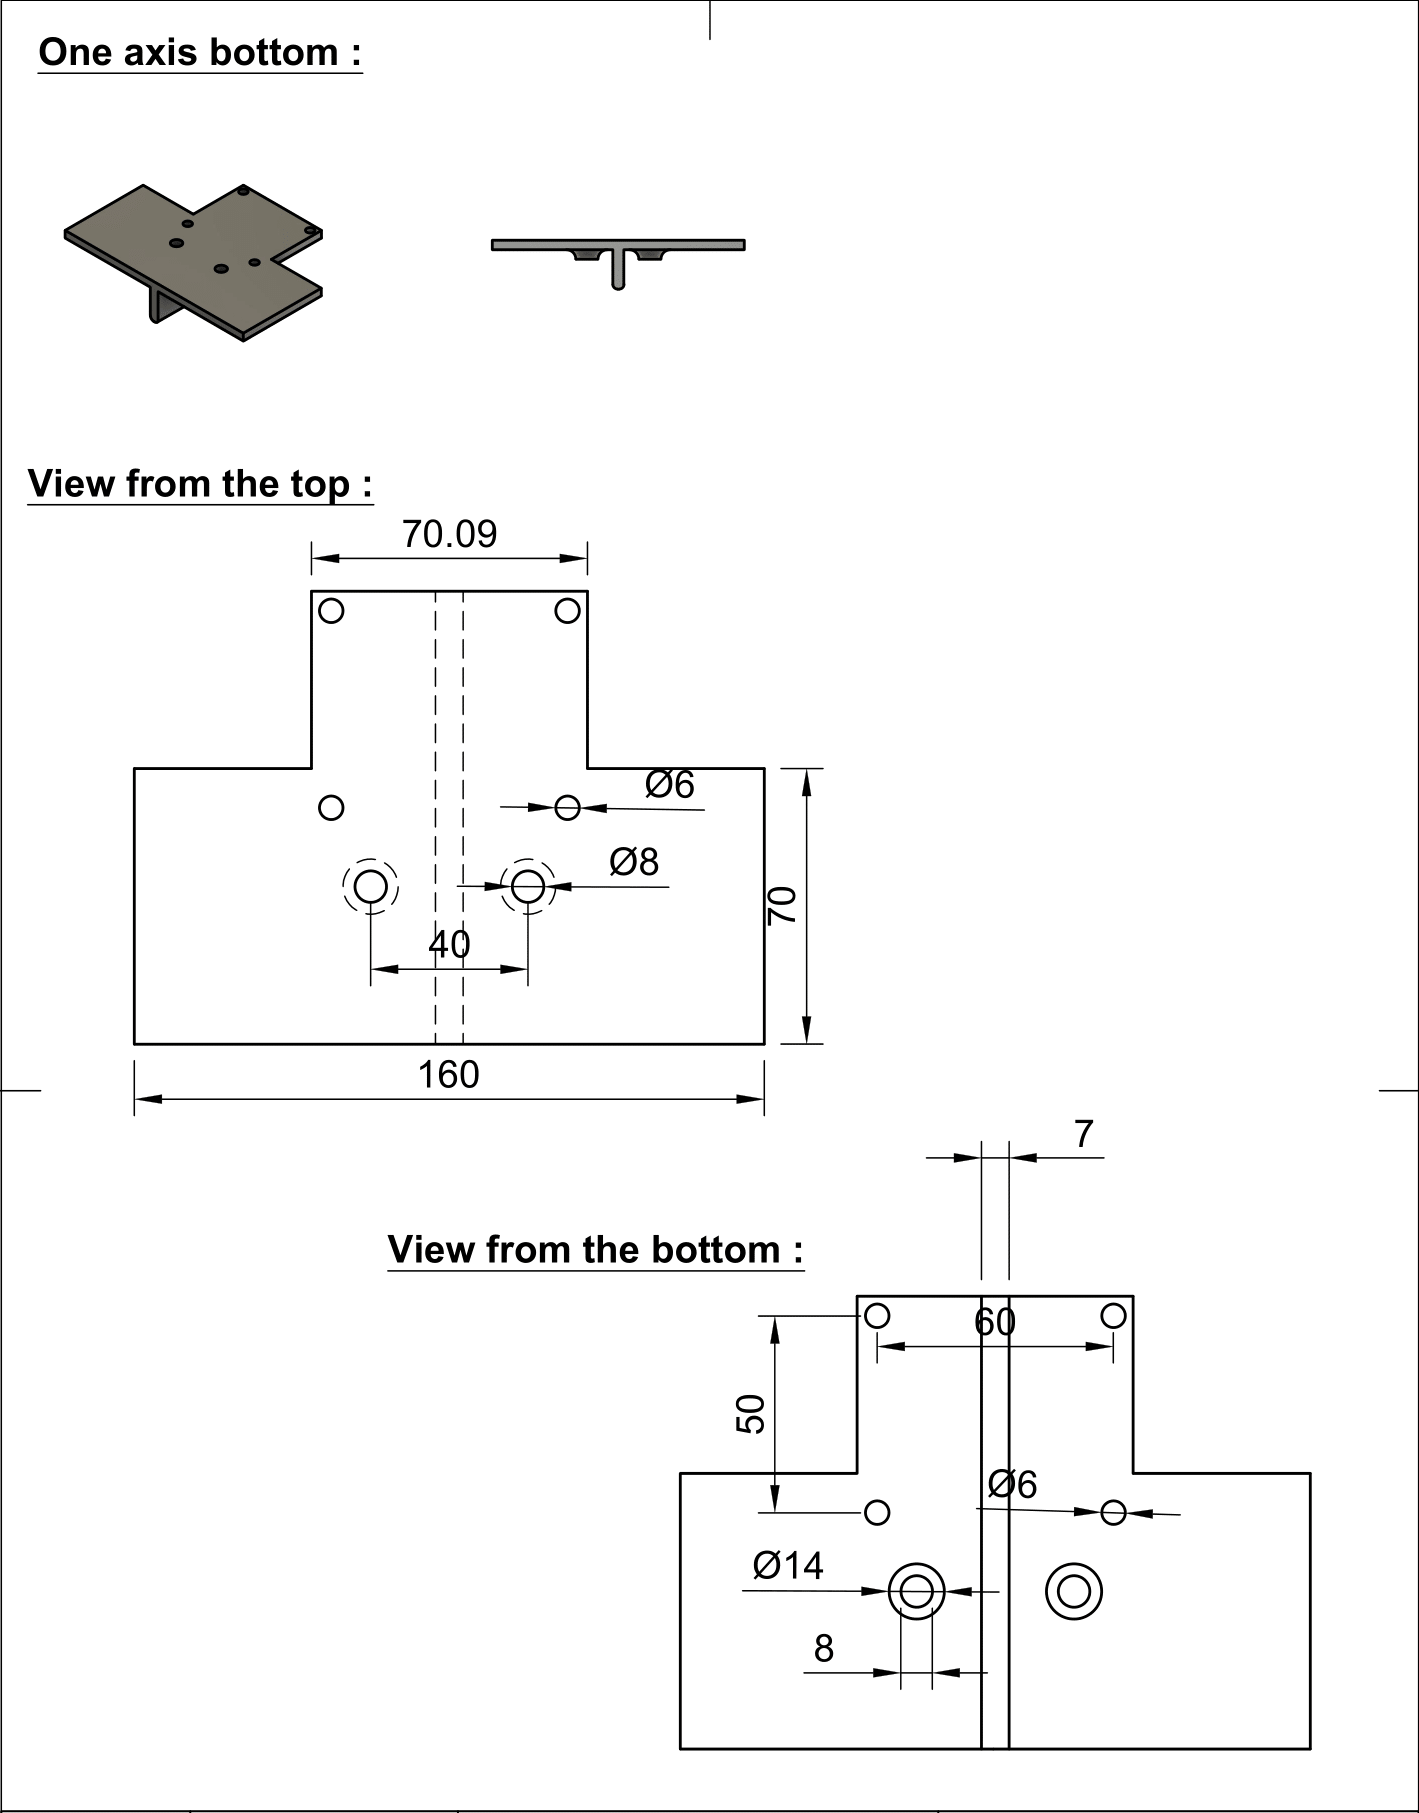 One axis bottom :
View from the top :
70.09
Ø6
Ø8
70
40
160
7
View from the bottom :
60
50
Ø6
Ø14
8